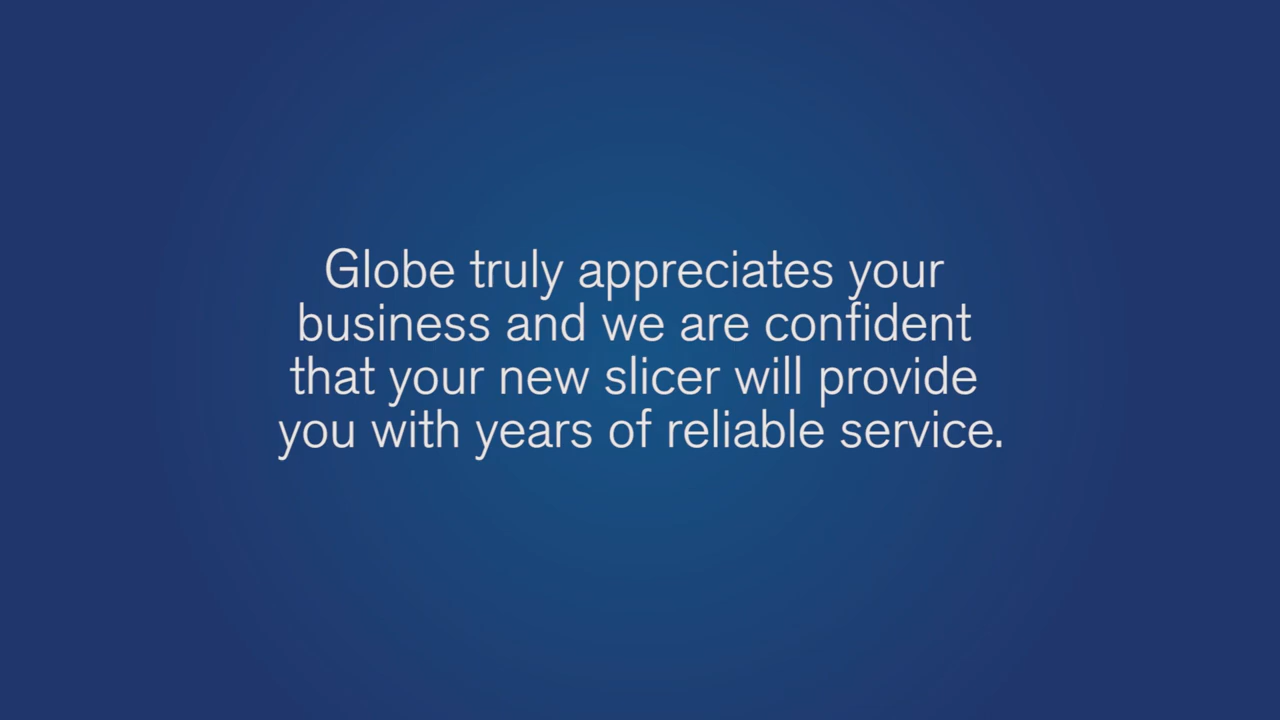 Globe truly appreciates your
business and we are confident
that your new slicer will provide
you with years of reliable service.